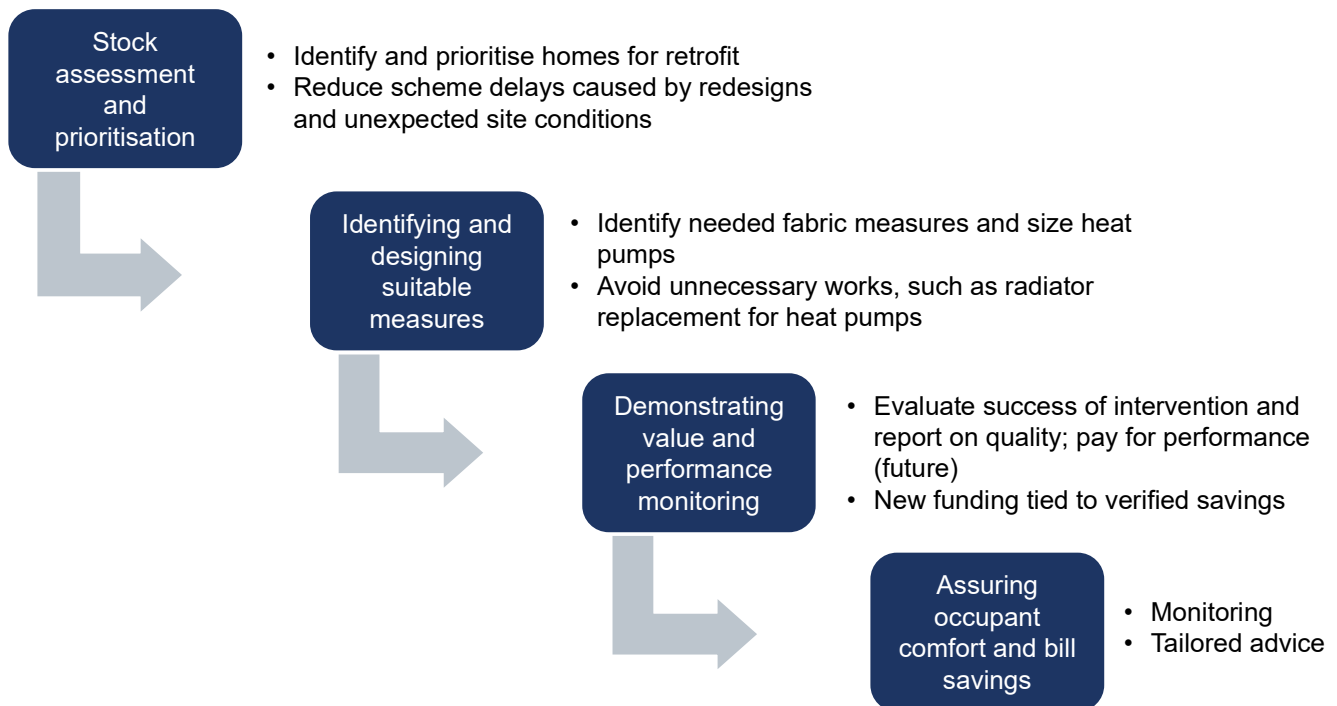 Stock
assessment
and
prioritisation
• Identify and prioritise homes for retrofit
• Reduce scheme delays caused by redesigns
and unexpected site conditions
Identifying and
designing
suitable
measures
• Identify needed fabric measures and size heat
pumps
• Avoid unnecessary works, such as radiator
replacement for heat pumps
Demonstrating
value and
performance
monitoring
• Evaluate success of intervention and
report on quality; pay for performance
(future)
• New funding tied to verified savings
Assuring
occupant
comfort and bill
savings
• Monitoring
• Tailored advice